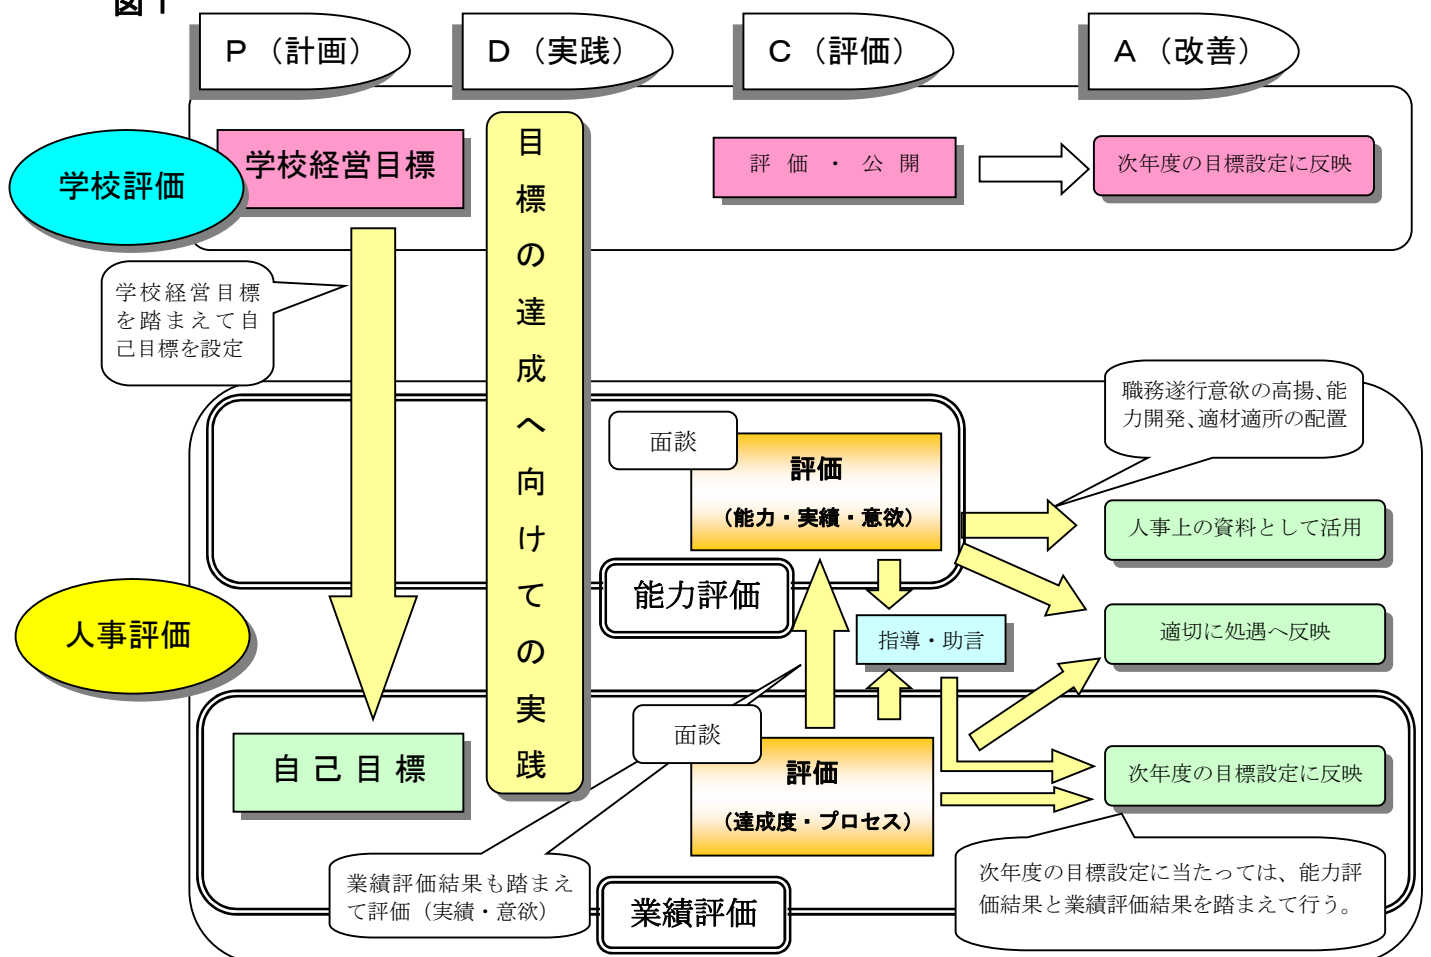 図１
Ｐ（計画）
Ｄ（実践）
Ｃ（評価）
Ａ（改善）
学校評価
学校経営目標
目標の達成へ向けての実践
評価・公開
次年度の目標設定に反映
学校経営目標
を踏まえて自
己目標を設定
職務遂行意欲の高揚、能
力開発、適材適所の配置
面談
評価
（能力・実績・意欲）
人事上の資料として活用
能力評価
人事評価
指導・助言
適切に処遇へ反映
面談
自己目標
評価
（達成度・プロセス）
次年度の目標設定に反映
業績評価結果も踏まえ
て評価（実績・意欲）
業績評価
次年度の目標設定に当たっては、能力評
価結果と業績評価結果を踏まえて行う。